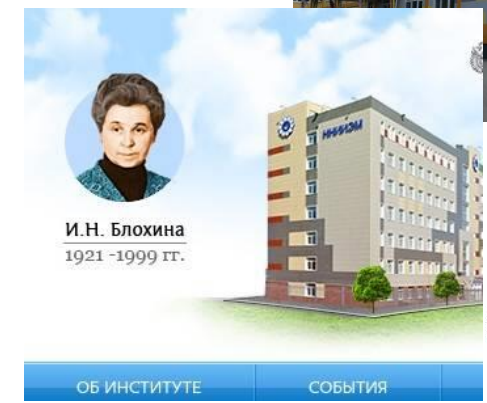 ННИИЭМ
И.Н. Блохина
1921 -1999 гг.
ОБ ИНСТИТУТЕ
СОБЫТИЯ